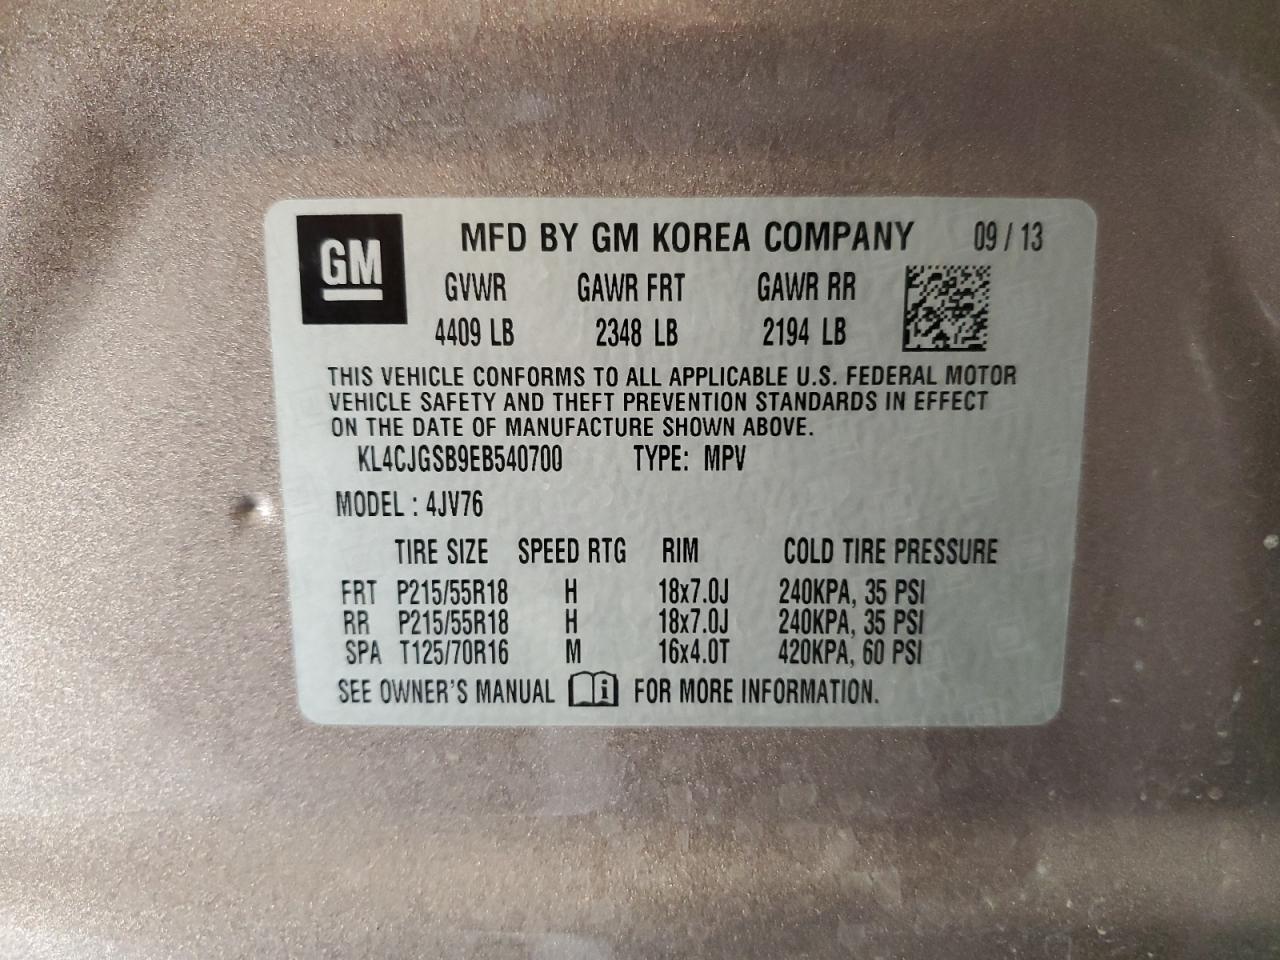 GM
MFD BY GM KOREA COMPANY 09 / 13
GVWR GAWR FRT GAWR RR
4409 LB 2348 LB 2194 LB
THIS VEHICLE CONFORMS TO ALL APPLICABLE U.S. FEDERAL MOTOR
VEHICLE SAFETY AND THEFT PREVENTION STANDARDS IN EFFECT
ON THE DATE OF MANUFACTURE SHOWN ABOVE.
KL4CJGSB9EB540700 TYPE: MPV
MODEL : 4JV76
TIRE SIZE SPEED RTG RIM COLD TIRE PRESSURE
FRT P215/55R18 H 18x7.0J 240KPA, 35 PSI
RR P215/55R18 H 18x7.0J 240KPA, 35 PSI
SPA T125/70R16 M 16x4.0T 420KPA, 60 PSI
SEE OWNER'S MANUAL i FOR MORE INFORMATION.